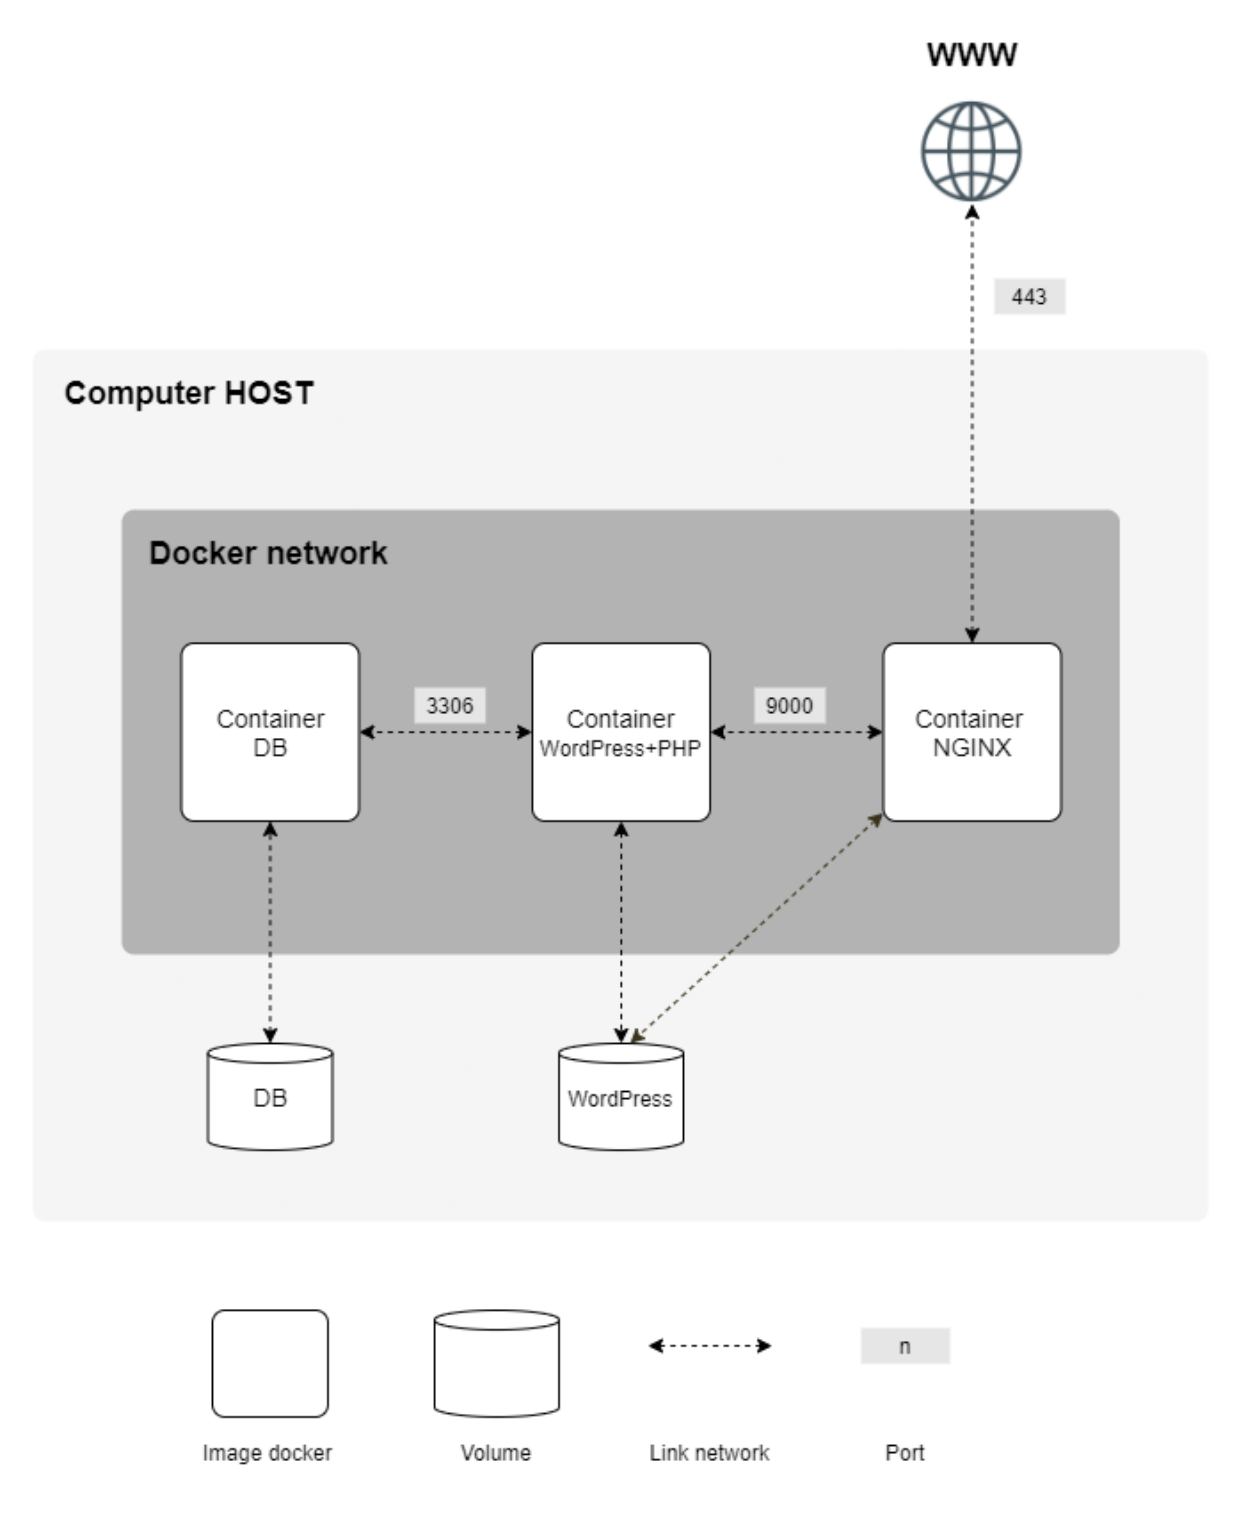 WWW
443
Computer HOST
Docker network
Container
DB
3306
Container
WordPress+PHP
9000
Container
NGINX
DB
WordPress
n
Image docker
Volume
Link network
Port